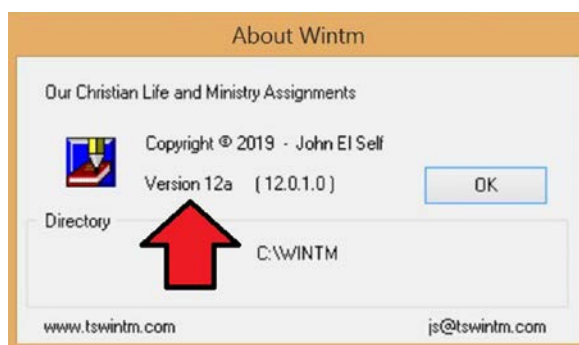 About Wintm
Our Christian Life and Ministry Assignments
Copyright © 2019 - John El Self
Version 12a ( 12.0.1.0 )
OK
Directory
C:\WINTM
www.tswintm.com
js@tswintm.com